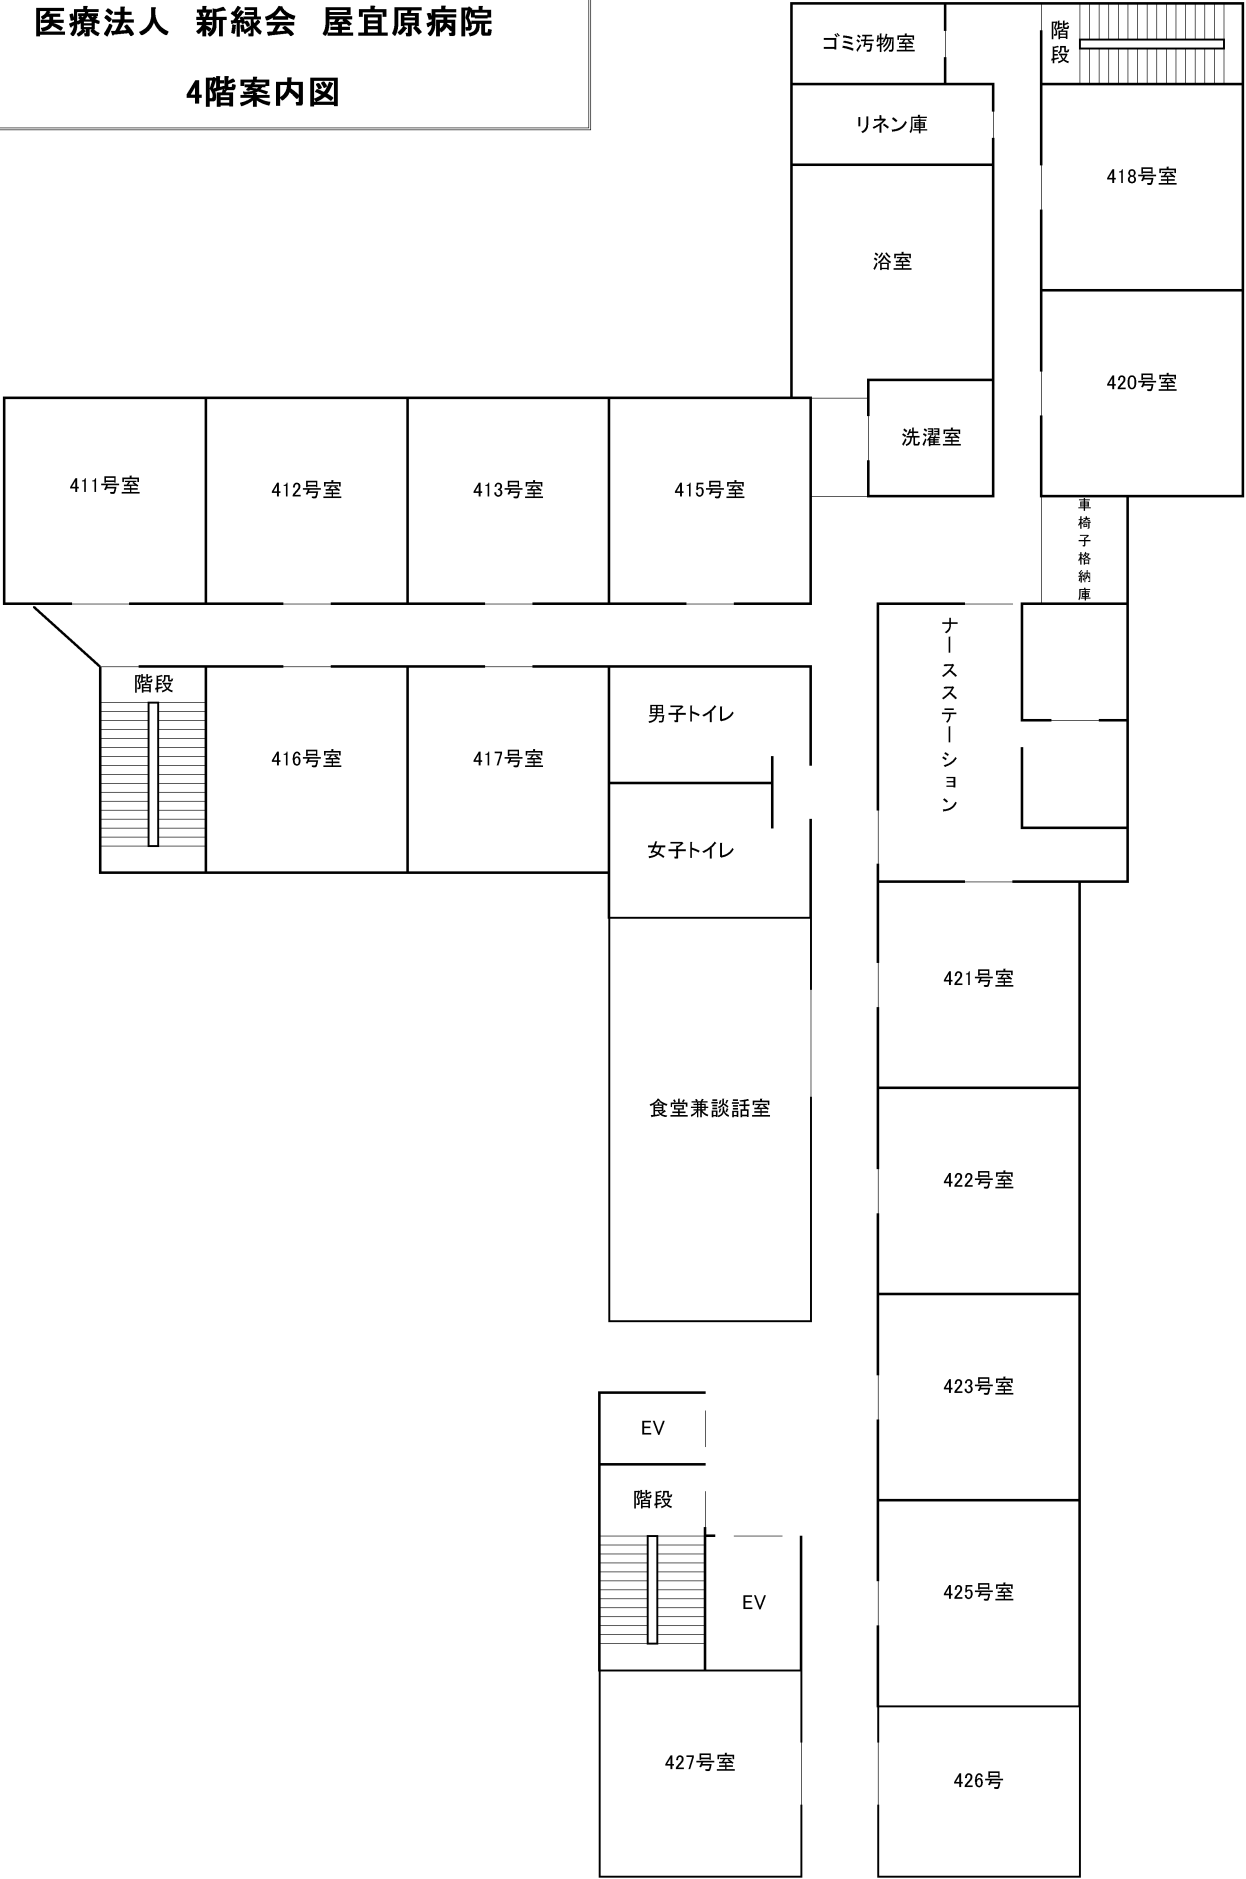 医療法人　新緑会　屋宜原病院
4階案内図
ゴミ汚物室
階段
リネン庫
418号室
浴室
420号室
洗濯室
411号室
412号室
413号室
415号室
車椅子格納庫
ナースステーション
階段
416号室
417号室
男子トイレ
女子トイレ
421号室
食堂兼談話室
422号室
423号室
EV
階段
425号室
EV
427号室
426号